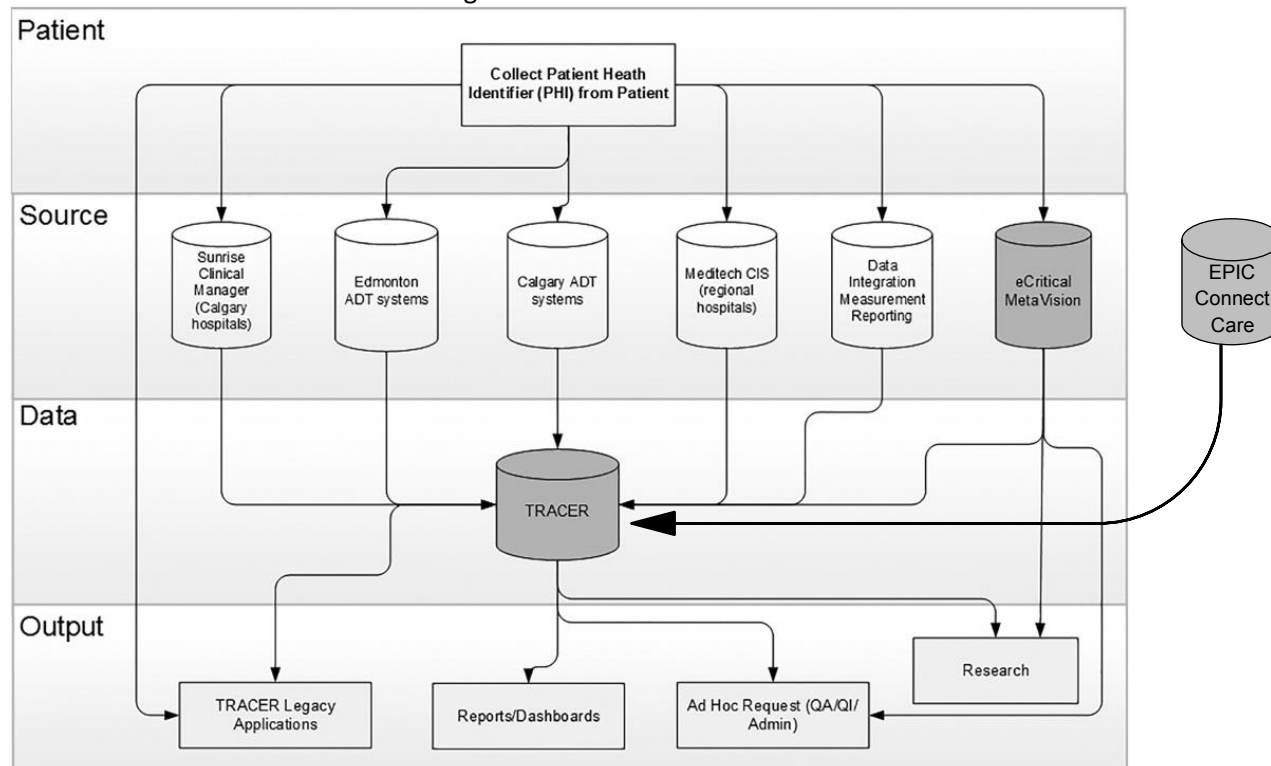 Patient
Collect Patient Heath
Identifier (PHI) from Patient
Source
Sunrise
Clinical
Manager
(Calgary
hospitals)
Edmonton
ADT systems
Calgary ADT
systems
Meditech CIS
(regional
hospitals)
Data
Integration
Measurement
Reporting
eCritical
MetaVision
EPIC
Connect
Care
Data
TRACER
Output
TRACER Legacy
Applications
Reports/Dashboards
Ad Hoc Request (QA/QI/
Admin)
Research